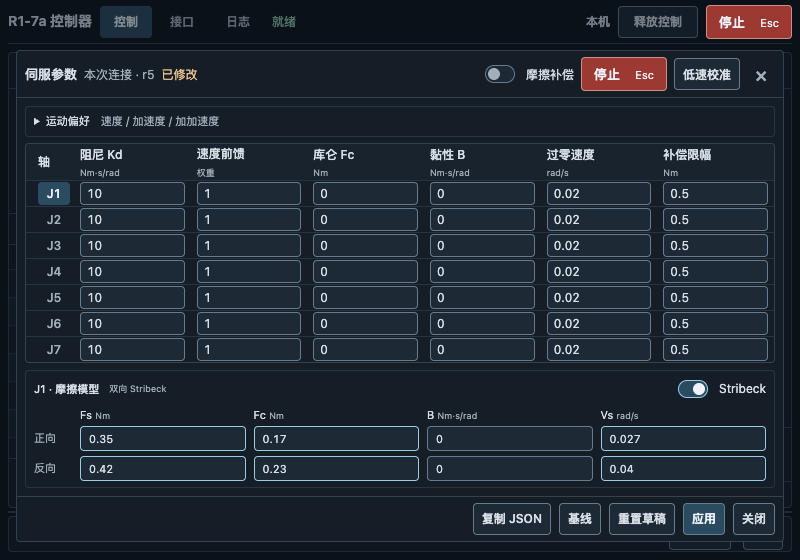 R1-7a 控制器 控制 接口 日志 就绪 本机 释放控制 停止 Esc
伺服参数 本次连接 · r5 已修改 摩擦补偿 停止 Esc 低速校准 ×
▶ 运动偏好 速度 / 加速度 / 加加速度
轴 阻尼 Kd 速度前馈 库仑 Fc 黏性 B 过零速度 补偿限幅
Nm·s/rad 权重 Nm Nm·s/rad rad/s Nm
J1 10 1 0 0 0.02 0.5
J2 10 1 0 0 0.02 0.5
J3 10 1 0 0 0.02 0.5
J4 10 1 0 0 0.02 0.5
J5 10 1 0 0 0.02 0.5
J6 10 1 0 0 0.02 0.5
J7 10 1 0 0 0.02 0.5
J1 · 摩擦模型 双向 Stribeck Stribeck
Fs Nm Fc Nm B Nm·s/rad Vs rad/s
正向 0.35 0.17 0 0.027
反向 0.42 0.23 0 0.04
复制 JSON 基线 重置草稿 应用 关闭